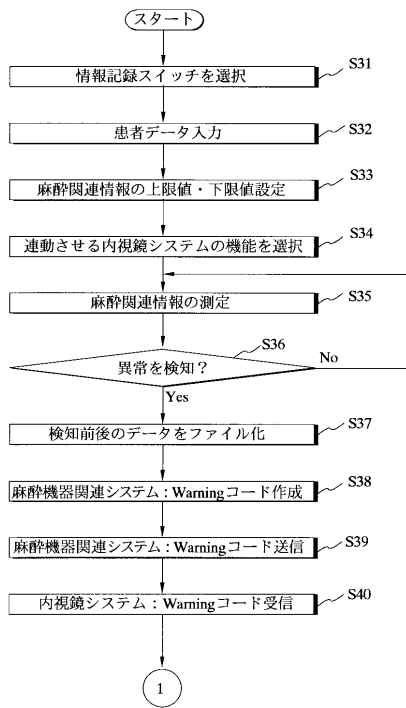 スタート
情報記録スイッチを選択
S31
患者データ入力
S32
麻酔関連情報の上限値・下限値設定
S33
連動させる内視鏡システムの機能を選択
S34
麻酔関連情報の測定
S35
異常を検知？
S36
No
Yes
検知前後のデータをファイル化
S37
麻酔機器関連システム：Warningコード作成
S38
麻酔機器関連システム：Warningコード送信
S39
内視鏡システム：Warningコード受信
S40
1